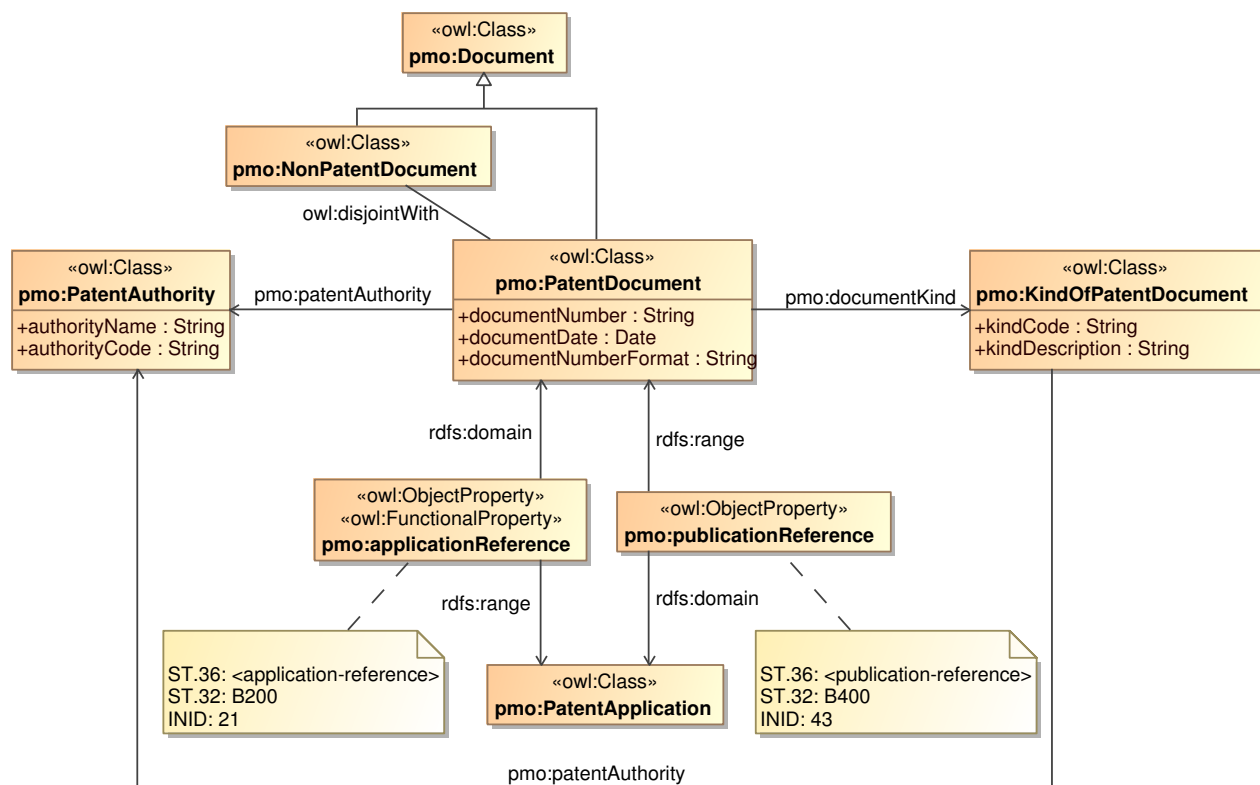 «owl:Class»
pmo:Document
«owl:Class»
pmo:NonPatentDocument
owl:disjointWith
«owl:Class»
pmo:PatentAuthority
+authorityName : String
+authorityCode : String
pmo:patentAuthority
«owl:Class»
pmo:PatentDocument
+documentNumber : String
+documentDate : Date
+documentNumberFormat : String
pmo:documentKind
«owl:Class»
pmo:KindOfPatentDocument
+kindCode : String
+kindDescription : String
rdfs:domain
rdfs:range
«owl:ObjectProperty»
«owl:FunctionalProperty»
pmo:applicationReference
«owl:ObjectProperty»
pmo:publicationReference
rdfs:range
rdfs:domain
ST.36: <application-reference>
ST.32: B200
INID: 21
«owl:Class»
pmo:PatentApplication
ST.36: <publication-reference>
ST.32: B400
INID: 43
pmo:patentAuthority